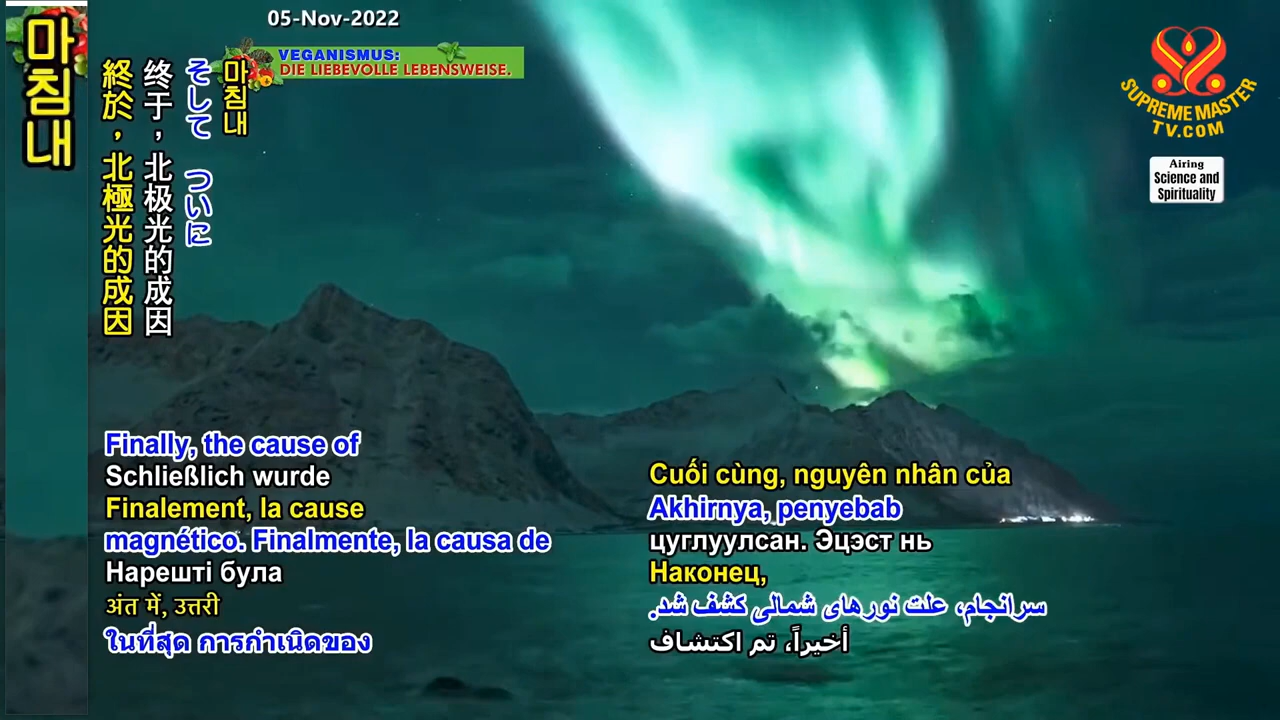 마침내
05-Nov-2022
VEGANISMUS:
DIE LIEBEVOLLE LEBENSWEISE.
마침내
そして ついに
终于，北极光的成因
終於，北極光的成因
SUPREME MASTER
TV.COM
Airing
Science and
Spirituality
Finally, the cause of
Schließlich wurde
Finalement, la cause
magnético. Finalmente, la causa de
Нарешті була
अंत में, उत्तरी
ในที่สุด การกำเนิดของ
Cuối cùng, nguyên nhân của
Akhirnya, penyebab
цуглуулсан. Эцэст нь
Наконец,
سرانجام، علت نورهای شمالی کشف شد.
أخيراً، تم اكتشاف